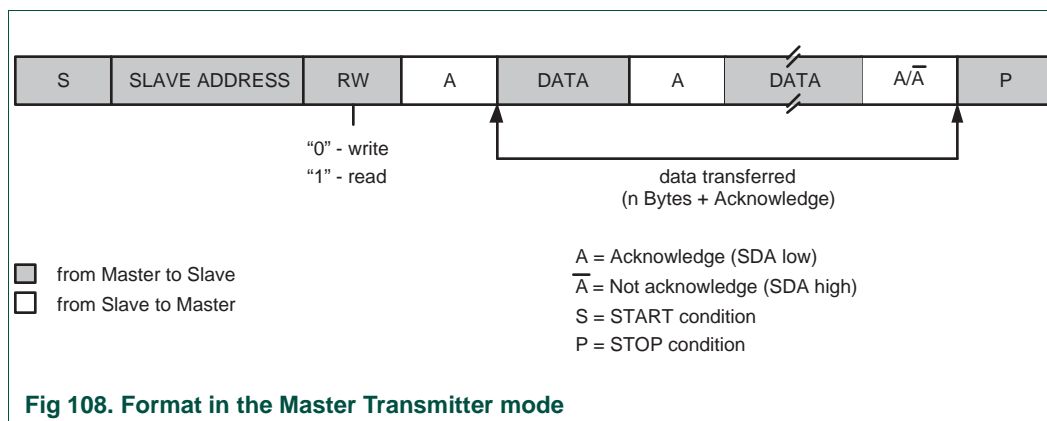 S SLAVE ADDRESS RW A DATA A DATA A/A̅ P
“0” - write
“1” - read
data transferred
(n Bytes + Acknowledge)
from Master to Slave
from Slave to Master
A = Acknowledge (SDA low)
A̅ = Not acknowledge (SDA high)
S = START condition
P = STOP condition
Fig 108. Format in the Master Transmitter mode